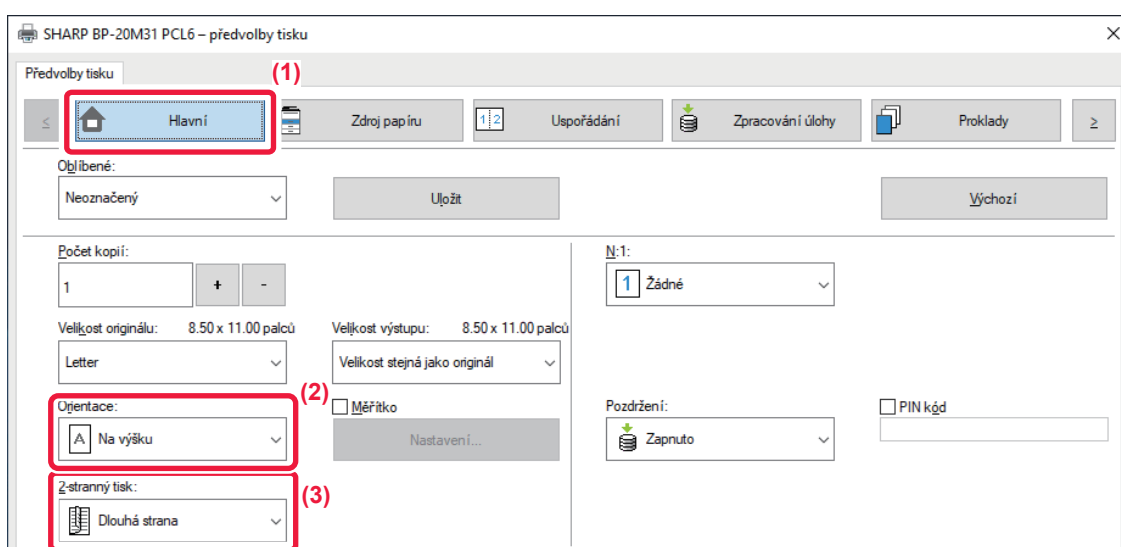 SHARP BP-20M31 PCL6 – předvolby tisku
Předvolby tisku
(1)
< Hlavní Zdroj papíru 1 2 Uspořádání Zpracování úlohy Proklady >
Oblíbené:
Neoznačený Uložit Výchozí
Počet kopií: N:1:
1 + - 1 Žádné
Velikost originálu: 8.50 x 11.00 palců Velikost výstupu: 8.50 x 11.00 palců
Letter Velikost stejná jako originál
(2)
Orientace: Měřítko Pozdržení: PIN kód
A Na výšku Nastavení... Zapnuto
2-stranný tisk: (3)
Dlouhá strana